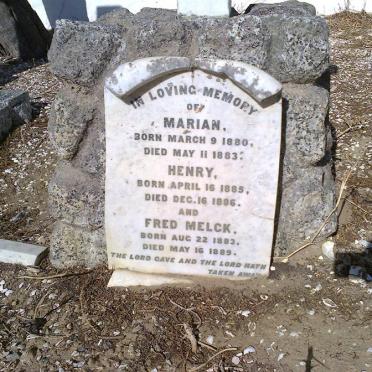 IN LOVING MEMORY
OF
MARIAN,
BORN MARCH 9 1880,
DIED MAY 11 1883.
HENRY,
BORN APRIL 16 1885,
DIED DEC. 16 1886.
AND
FRED MELCK,
BORN AUG 22 1883,
DIED MAY 16 1889.
THE LORD GAVE AND THE LORD HATH
TAKEN AWAY